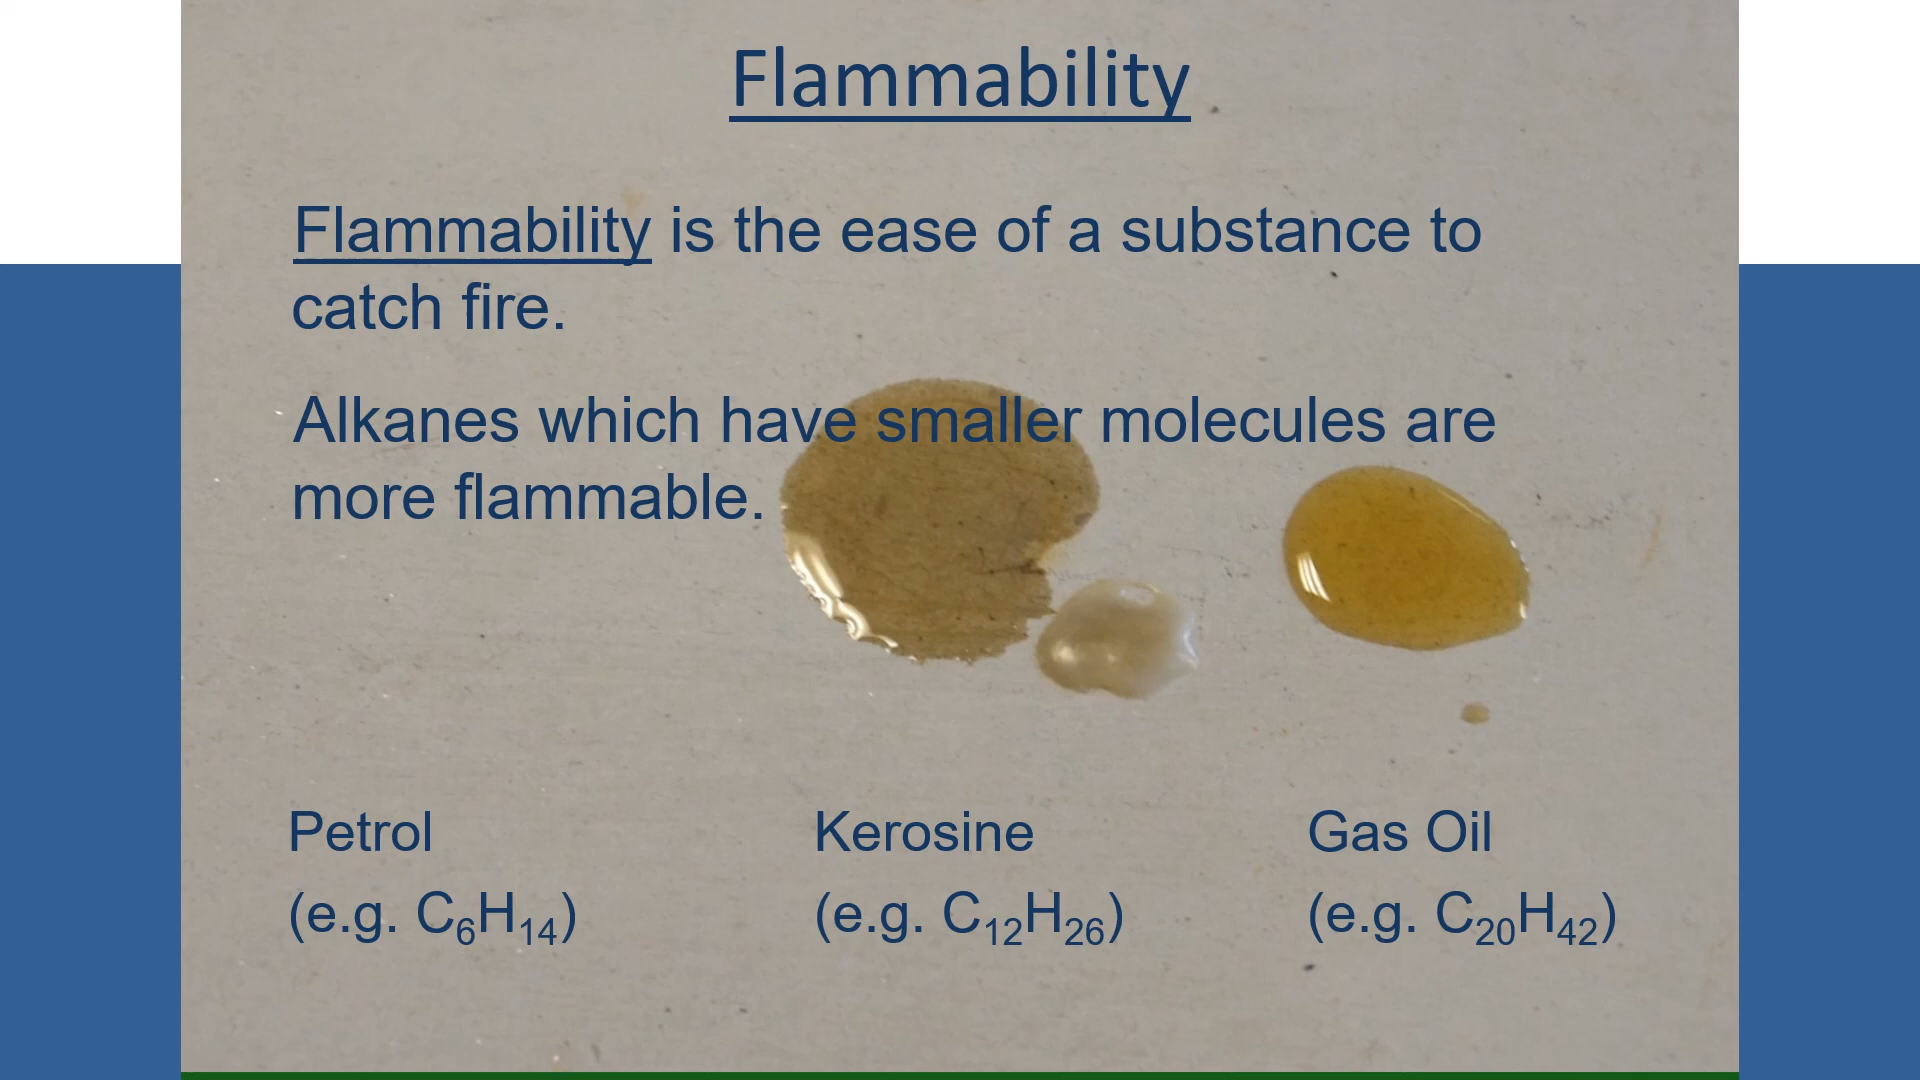 Flammability
Flammability is the ease of a substance to
catch fire.
Alkanes which have smaller molecules are
more flammable.
Petrol
Kerosine
Gas Oil
(e.g. C₆H₁₄)
(e.g. C₁₂H₂₆)
(e.g. C₂₀H₄₂)